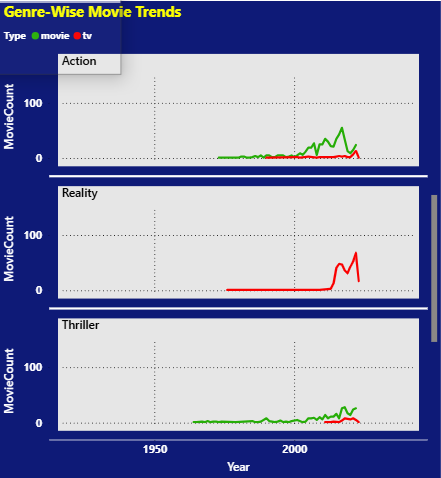 Genre-Wise Movie Trends
Type movie tv
Action
MovieCount
100
0
Reality
MovieCount
100
0
Thriller
MovieCount
100
0
1950 2000
Year